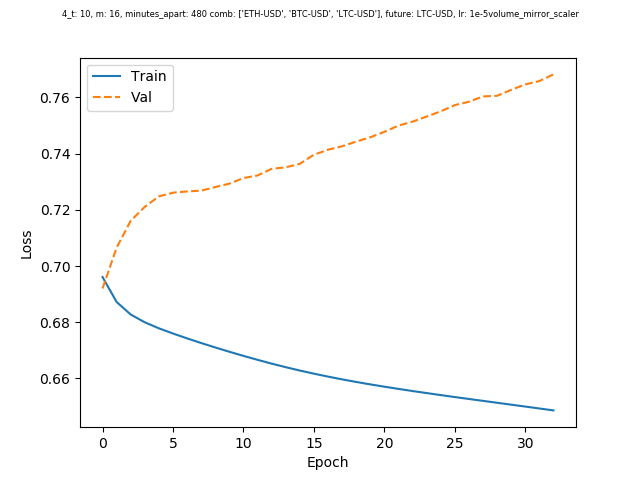 4_t: 10, m: 16, minutes_apart: 480 comb: ['ETH-USD', 'BTC-USD', 'LTC-USD'], future: LTC-USD, lr: 1e-5volume_mirror_scaler
Train
Val
0.76
0.74
0.72
0.70
0.68
0.66
Loss
0 5 10 15 20 25 30
Epoch